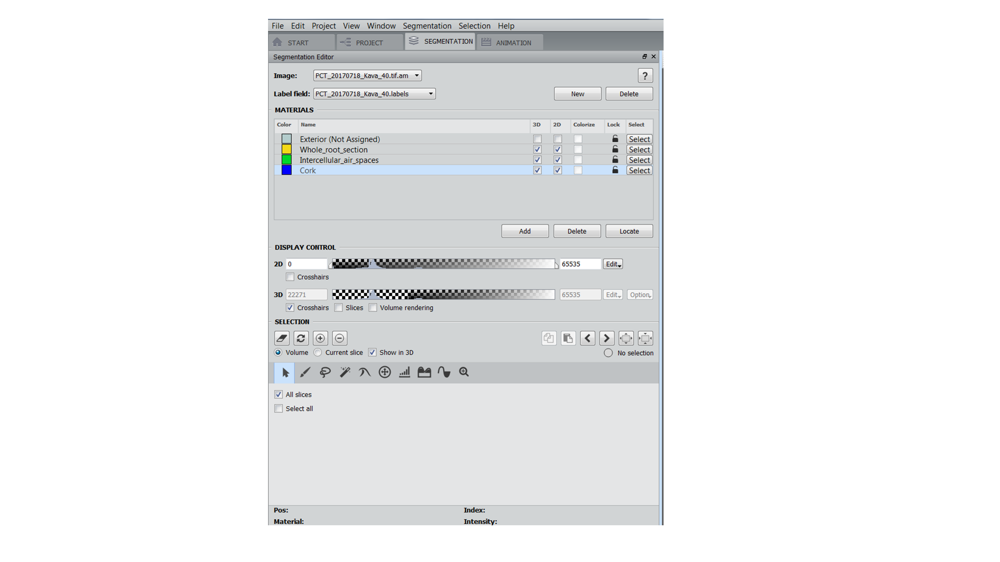 File Edit Project View Window Segmentation Selection Help
START PROJECT SEGMENTATION ANIMATION
Segmentation Editor
Image: PCT_20170718_Kava_40.tif.am ?
Label field: PCT_20170718_Kava_40.labels New Delete
MATERIALS
Color Name 3D 2D Colorize Lock Select
Exterior (Not Assigned) Select
Whole_root_section Select
Intercellular_air_spaces Select
Cork Select
Add Delete Locate
DISPLAY CONTROL
2D 0 65535 Edit
Crosshairs
3D 22271 65535 Edit Option
Crosshairs Slices Volume rendering
SELECTION
Volume Current slice Show in 3D No selection
All slices
Select all
Pos: Index:
Material: Intensity: